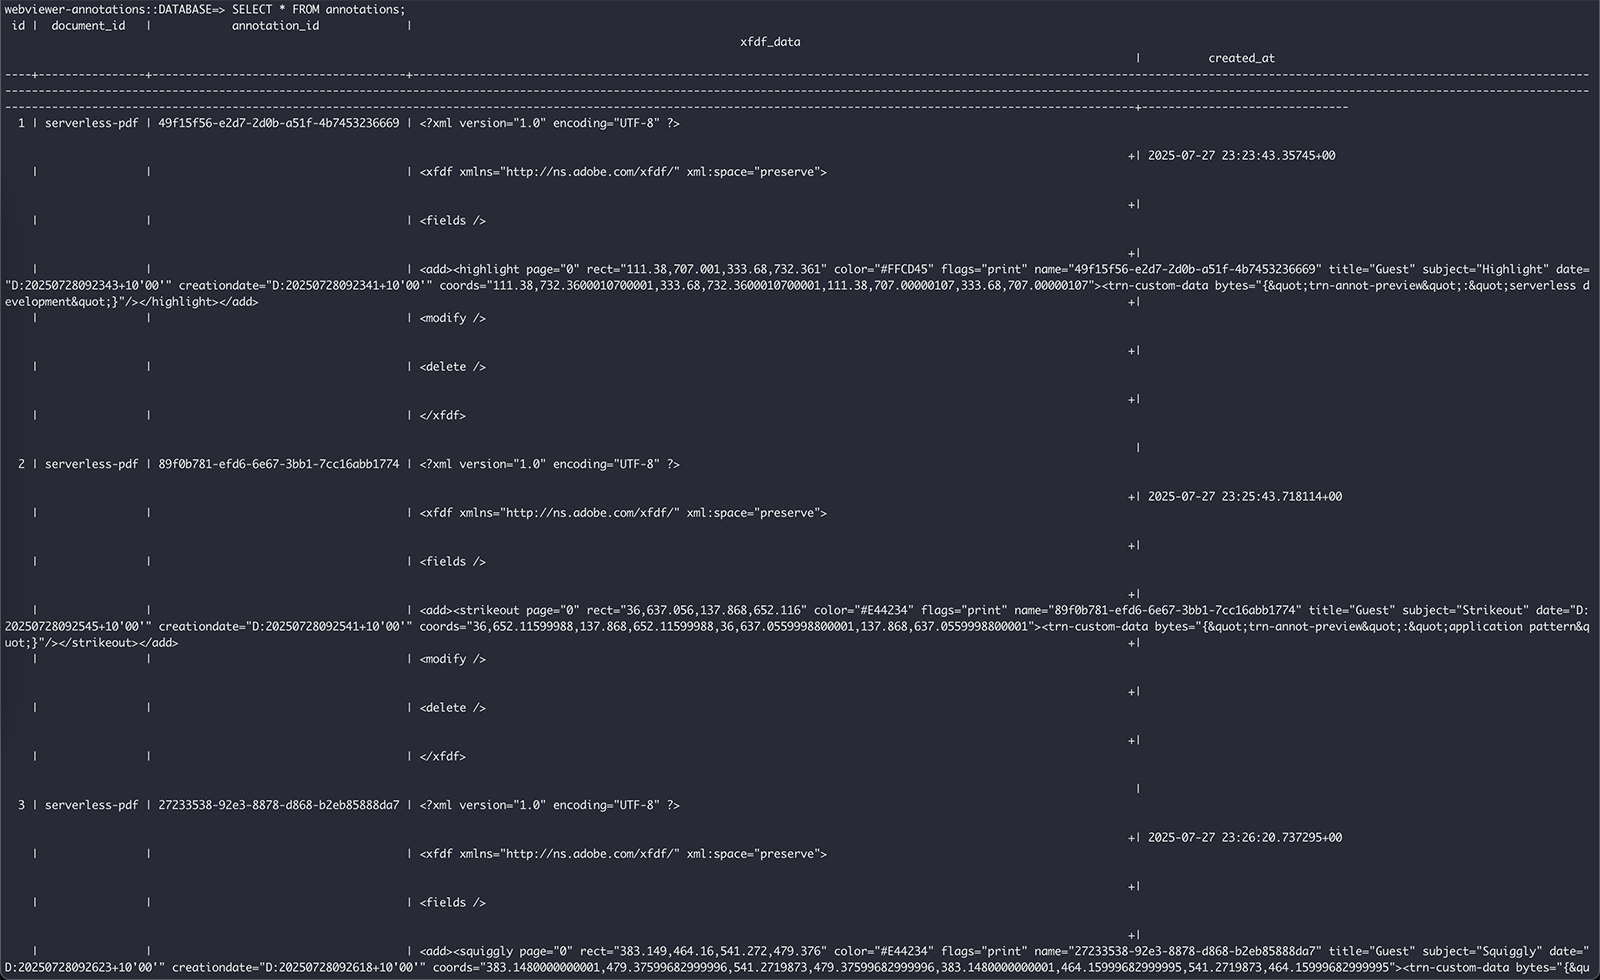 webviewer-annotations::DATABASE=> SELECT * FROM annotations;
 id |  document_id   |             annotation_id             |
xfdf_data
|          created_at
----+----------------+--------------------------------------+----------------
--------------------------------
--------------------------------+-------------------------------
  1 | serverless-pdf | 49f15f56-e2d7-2d0b-a51f-4b7453236669 | <?xml version="1.0" encoding="UTF-8" ?>
+| 2025-07-27 23:23:43.35745+00
    |                |                                      | <xfdf xmlns="http://ns.adobe.com/xfdf/" xml:space="preserve">
+|
    |                |                                      | <fields />
+|
    |                |                                      | <add><highlight page="0" rect="111.38,707.001,333.68,732.361" color="#FFCD45" flags="print" name="49f15f56-e2d7-2d0b-a51f-4b7453236669" title="Guest" subject="Highlight" date=
"D:20250728092343+10'00'" creationdate="D:20250728092341+10'00'" coords="111.38,732.3600010700001,333.68,732.3600010700001,111.38,707.00000107,333.68,707.00000107"><trn-custom-data bytes="{&quot;trn-annot-preview&quot;:&quot;serverless d
evelopment&quot;}"/></highlight></add> +|
    |                |                                      | <modify />
+|
    |                |                                      | <delete />
+|
    |                |                                      | </xfdf>
|
  2 | serverless-pdf | 89f0b781-efd6-6e67-3bb1-7cc16abb1774 | <?xml version="1.0" encoding="UTF-8" ?>
+| 2025-07-27 23:25:43.718114+00
    |                |                                      | <xfdf xmlns="http://ns.adobe.com/xfdf/" xml:space="preserve">
+|
    |                |                                      | <fields />
+|
    |                |                                      | <add><strikeout page="0" rect="36,637.056,137.868,652.116" color="#E44234" flags="print" name="89f0b781-efd6-6e67-3bb1-7cc16abb1774" title="Guest" subject="Strikeout" date="D:
20250728092545+10'00'" creationdate="D:20250728092541+10'00'" coords="36,652.11599988,137.868,652.11599988,36,637.0559998800001,137.868,637.0559998800001"><trn-custom-data bytes="{&quot;trn-annot-preview&quot;:&quot;application pattern&q
uot;}"/></strikeout></add> +|
    |                |                                      | <modify />
+|
    |                |                                      | <delete />
+|
    |                |                                      | </xfdf>
|
  3 | serverless-pdf | 27233538-92e3-8878-d868-b2eb85888da7 | <?xml version="1.0" encoding="UTF-8" ?>
+| 2025-07-27 23:26:20.737295+00
    |                |                                      | <xfdf xmlns="http://ns.adobe.com/xfdf/" xml:space="preserve">
+|
    |                |                                      | <fields />
+|
    |                |                                      | <add><squiggly page="0" rect="383.149,464.16,541.272,479.376" color="#E44234" flags="print" name="27233538-92e3-8878-d868-b2eb85888da7" title="Guest" subject="Squiggly" date="
D:20250728092623+10'00'" creationdate="D:20250728092618+10'00'" coords="383.1480000000001,479.37599682999996,541.2719873,479.37599682999996,383.1480000000001,464.15999682999995,541.2719873,464.15999682999995"><trn-custom-data bytes="{&qu